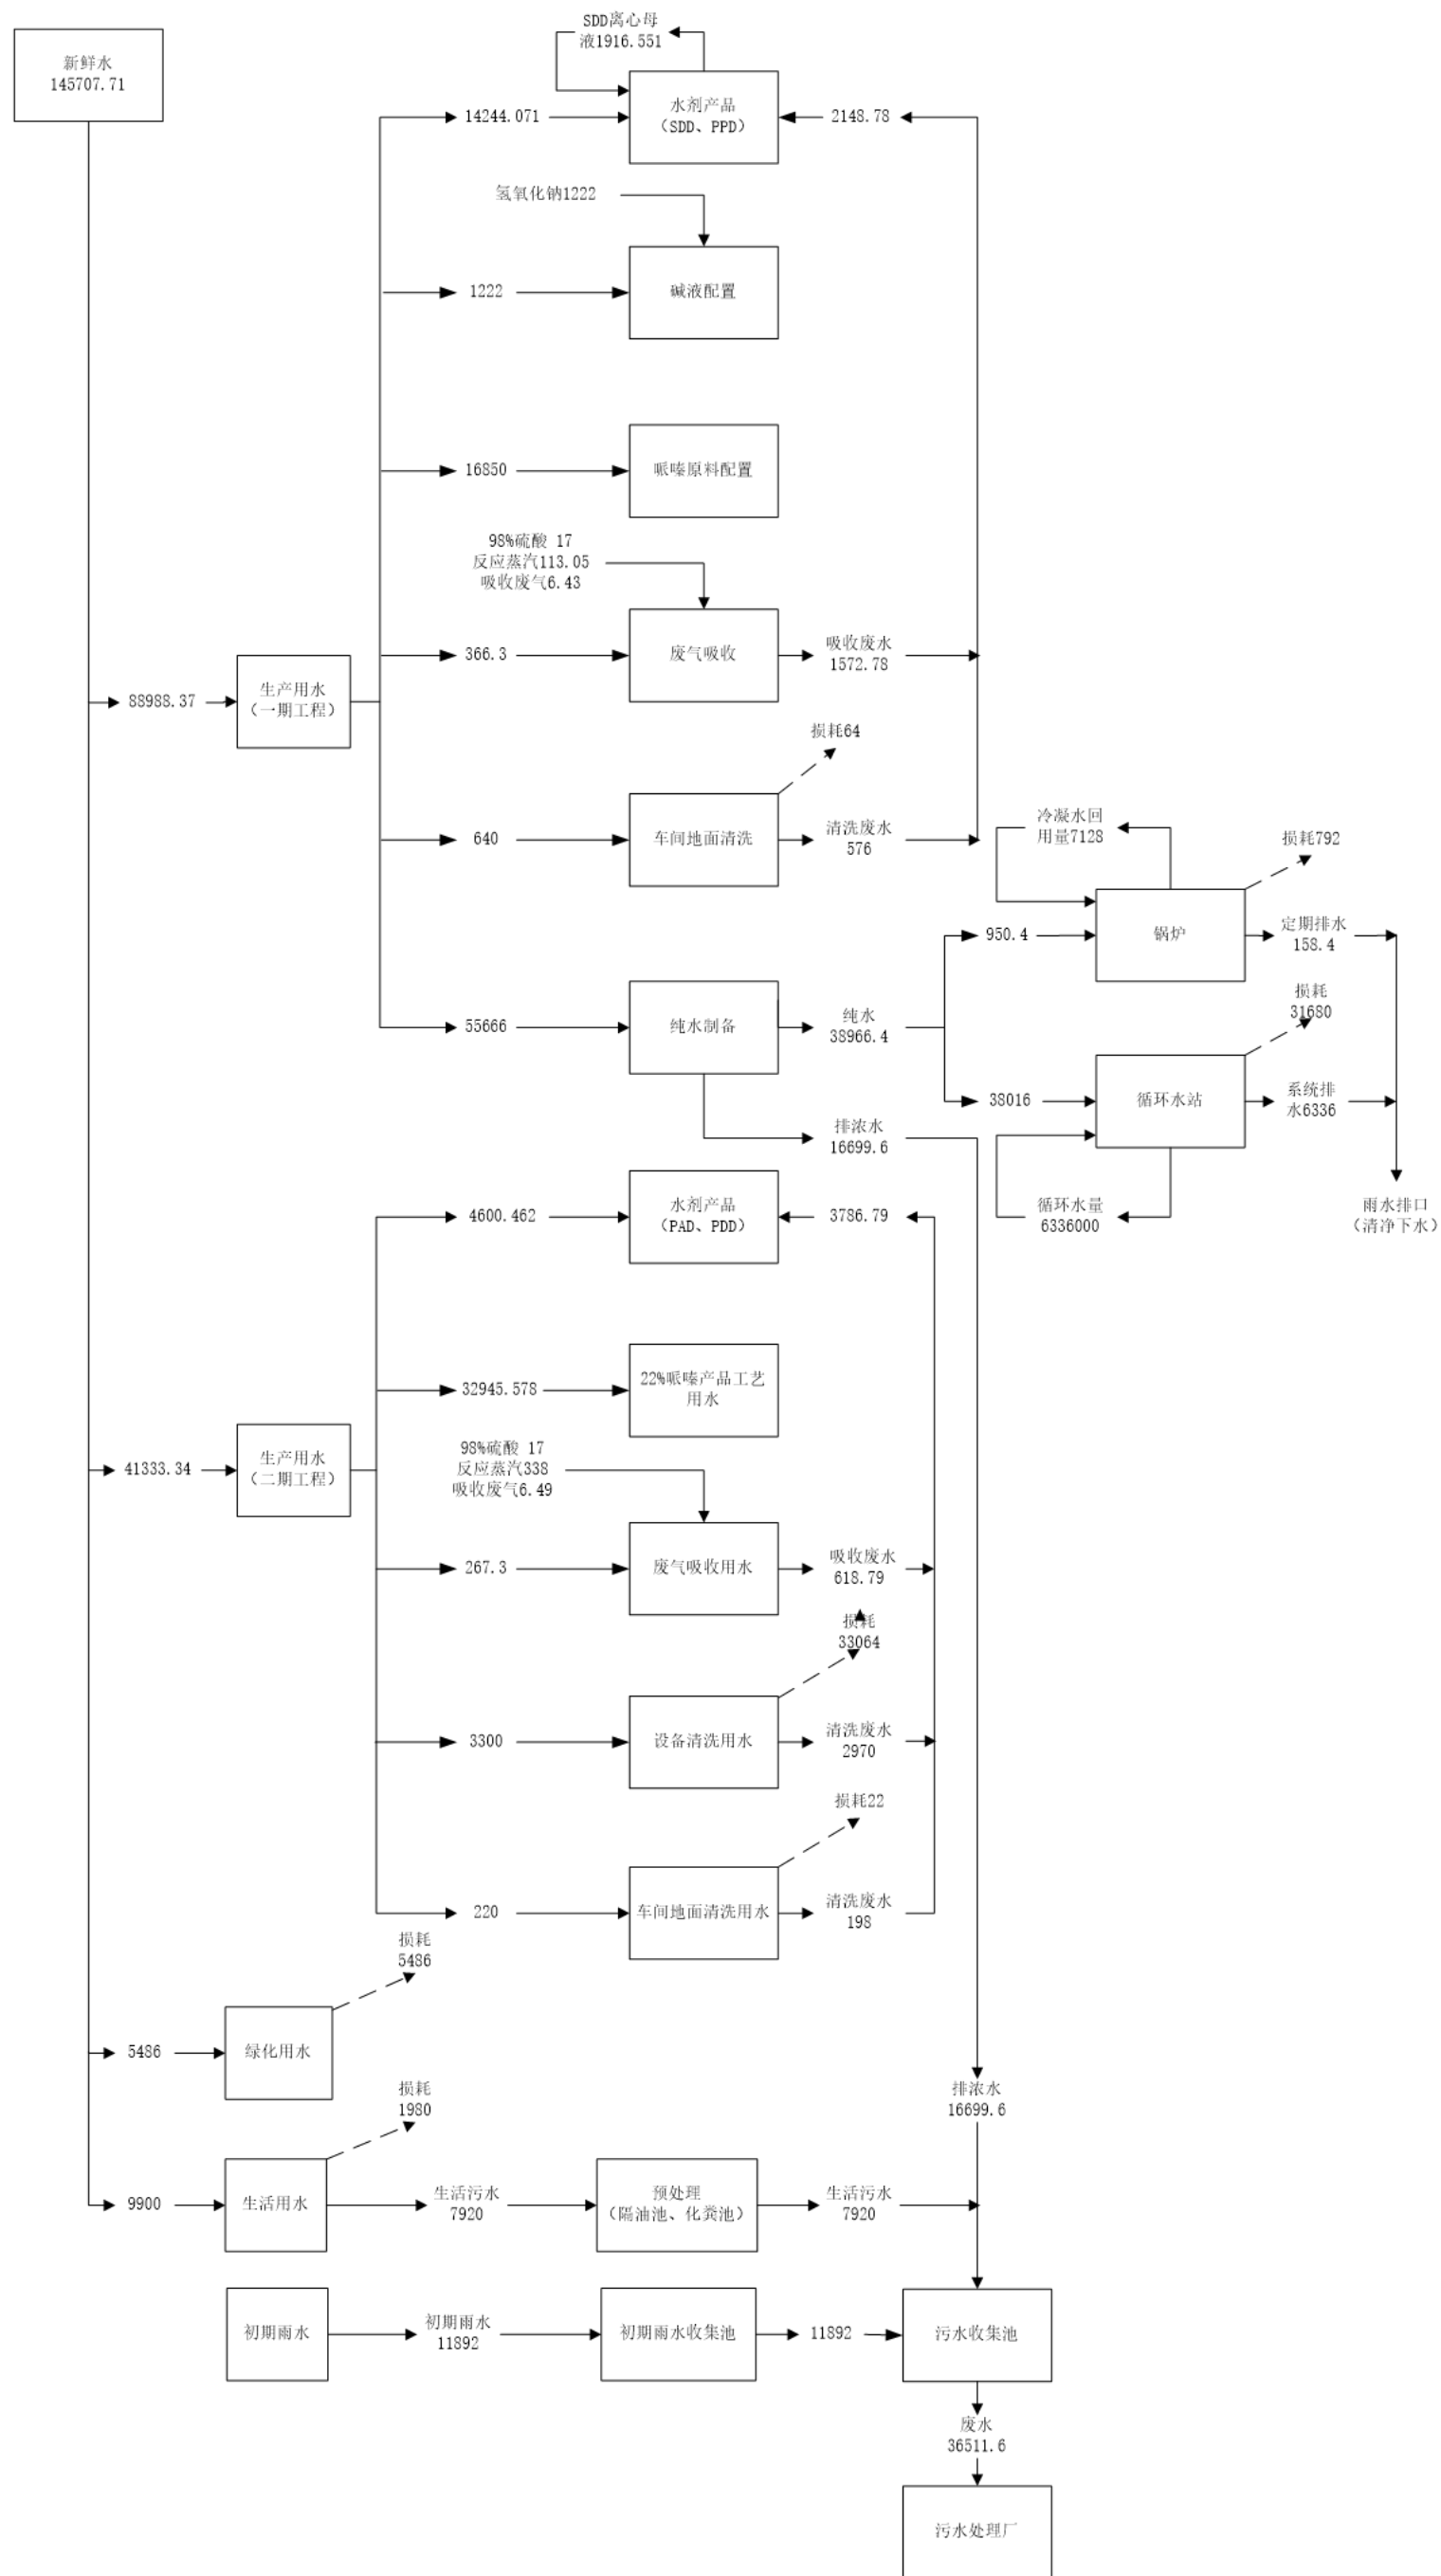 SDD离心母
液1916.551
新鲜水
145707.71
水剂产品
（SDD、PPD）
14244.071
2148.78
氢氧化钠1222
1222
碱液配置
16850
哌嗪原料配置
98%硫酸 17
反应蒸汽113.05
吸收废气6.43
366.3
废气吸收
吸收废水
1572.78
88988.37
生产用水
（一期工程）
损耗64
640
车间地面清洗
清洗废水
576
冷凝水回
用量7128
损耗792
950.4
锅炉
定期排水
158.4
55666
纯水制备
纯水
38966.4
损耗
31680
38016
循环水站
系统排
水6336
排浓水
16699.6
循环水量
6336000
雨水排口
（清净下水）
4600.462
水剂产品
（PAD、PDD）
3786.79
32945.578
22%哌嗪产品工艺
用水
41333.34
生产用水
（二期工程）
98%硫酸 17
反应蒸汽338
吸收废气6.49
267.3
废气吸收用水
吸收废水
618.79
损耗
33064
3300
设备清洗用水
清洗废水
2970
损耗22
220
车间地面清洗用水
清洗废水
198
损耗
5486
5486
绿化用水
损耗
1980
排浓水
16699.6
9900
生活用水
生活污水
7920
预处理
（隔油池、化粪池）
生活污水
7920
初期雨水
初期雨水
11892
初期雨水收集池
11892
污水收集池
废水
36511.6
污水处理厂